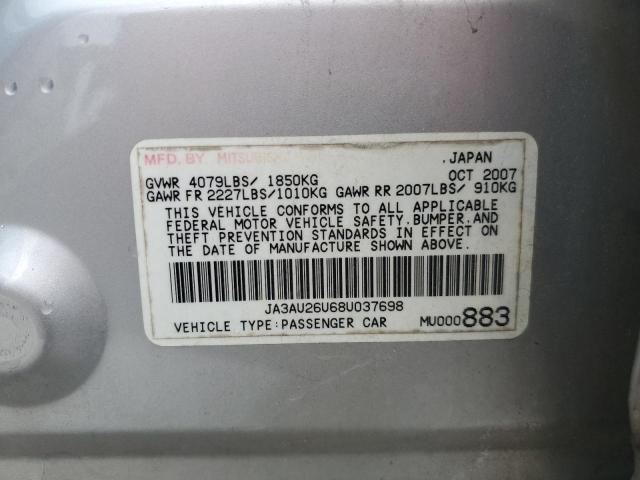 MFD. BY MITSUBISHI JAPAN
GVWR 4079LBS/ 1850KG OCT 2007
GAWR FR 2227LBS/1010KG GAWR RR 2007LBS/ 910KG
THIS VEHICLE CONFORMS TO ALL APPLICABLE
FEDERAL MOTOR VEHICLE SAFETY.BUMPER.AND
THEFT PREVENTION STANDARDS IN EFFECT ON
THE DATE OF MANUFACTURE SHOWN ABOVE.
JA3AU26U68U037698
VEHICLE TYPE:PASSENGER CAR MU000883